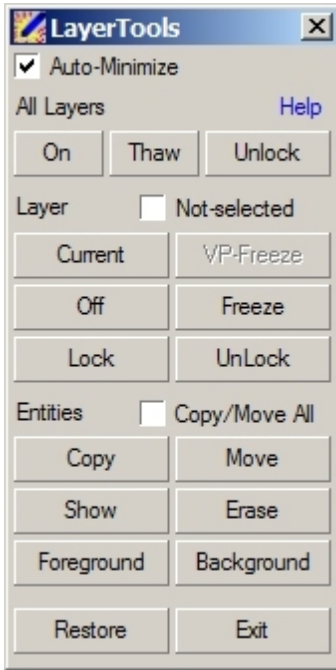 LayerTools
Auto-Minimize
All Layers Help
On Thaw Unlock
Layer Not-selected
Current VP-Freeze
Off Freeze
Lock UnLock
Entities Copy/Move All
Copy Move
Show Erase
Foreground Background
Restore Exit